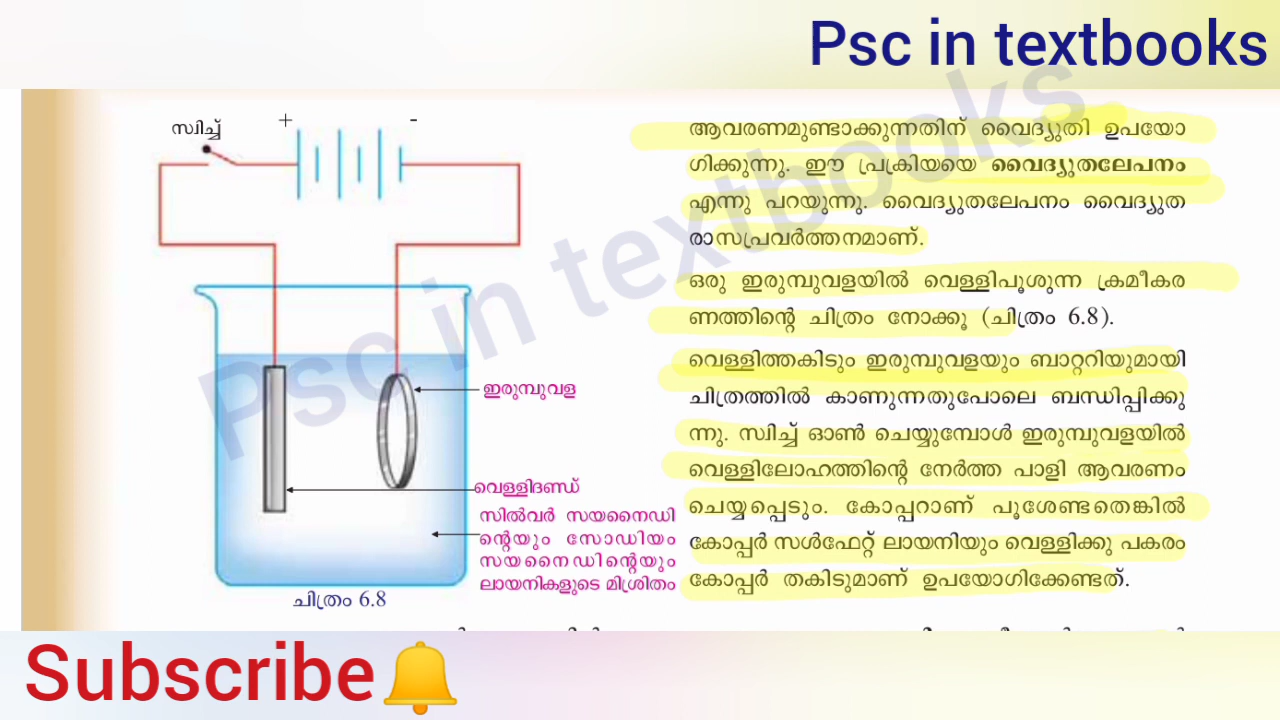 Psc in textbooks
സ്വിച്ച്
+ -
ഇരുമ്പുവള
വെള്ളിദണ്ഡ്
സിൽവർ സയനൈഡി
ന്റെയും സോഡിയം
സയനൈഡിന്റെയും
ലായനികളുടെ മിശ്രിതം
ചിത്രം 6.8
ആവരണമുണ്ടാക്കുന്നതിന് വൈദ്യുതി ഉപയോ
ഗിക്കുന്നു. ഈ പ്രക്രിയയെ വൈദ്യുതലേപനം
എന്നു പറയുന്നു. വൈദ്യുതലേപനം വൈദ്യുത
രാസപ്രവർത്തനമാണ്.
ഒരു ഇരുമ്പുവളയിൽ വെള്ളിപൂശുന്ന ക്രമീകര
ണത്തിന്റെ ചിത്രം നോക്കൂ (ചിത്രം 6.8).
വെള്ളിത്തകിടും ഇരുമ്പുവളയും ബാറ്ററിയുമായി
ചിത്രത്തിൽ കാണുന്നതുപോലെ ബന്ധിപ്പിക്കു
ന്നു. സ്വിച്ച് ഓൺ ചെയ്യുമ്പോൾ ഇരുമ്പുവളയിൽ
വെള്ളിലോഹത്തിന്റെ നേർത്ത പാളി ആവരണം
ചെയ്യപ്പെടും. കോപ്പറാണ് പൂശേണ്ടതെങ്കിൽ
കോപ്പർ സൾഫേറ്റ് ലായനിയും വെള്ളിക്കു പകരം
കോപ്പർ തകിടുമാണ് ഉപയോഗിക്കേണ്ടത്.
Psc in textbooks
Subscribe